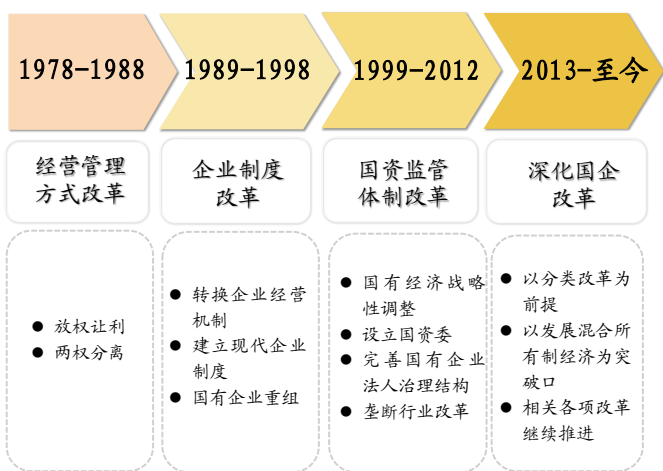 1978-1988
1989-1998
1999-2012
2013-至今
经营管理
方式改革
企业制度
改革
国资监管
体制改革
深化国企
改革
● 放权让利
● 两权分离
● 转换企业经营
机制
● 建立现代企业
制度
● 国有企业重组
● 国有经济战略
性调整
● 设立国资委
● 完善国有企业
法人治理结构
● 垄断行业改革
● 以分类改革为
前提
● 以发展混合所
有制经济为突
破口
● 相关各项改革
继续推进